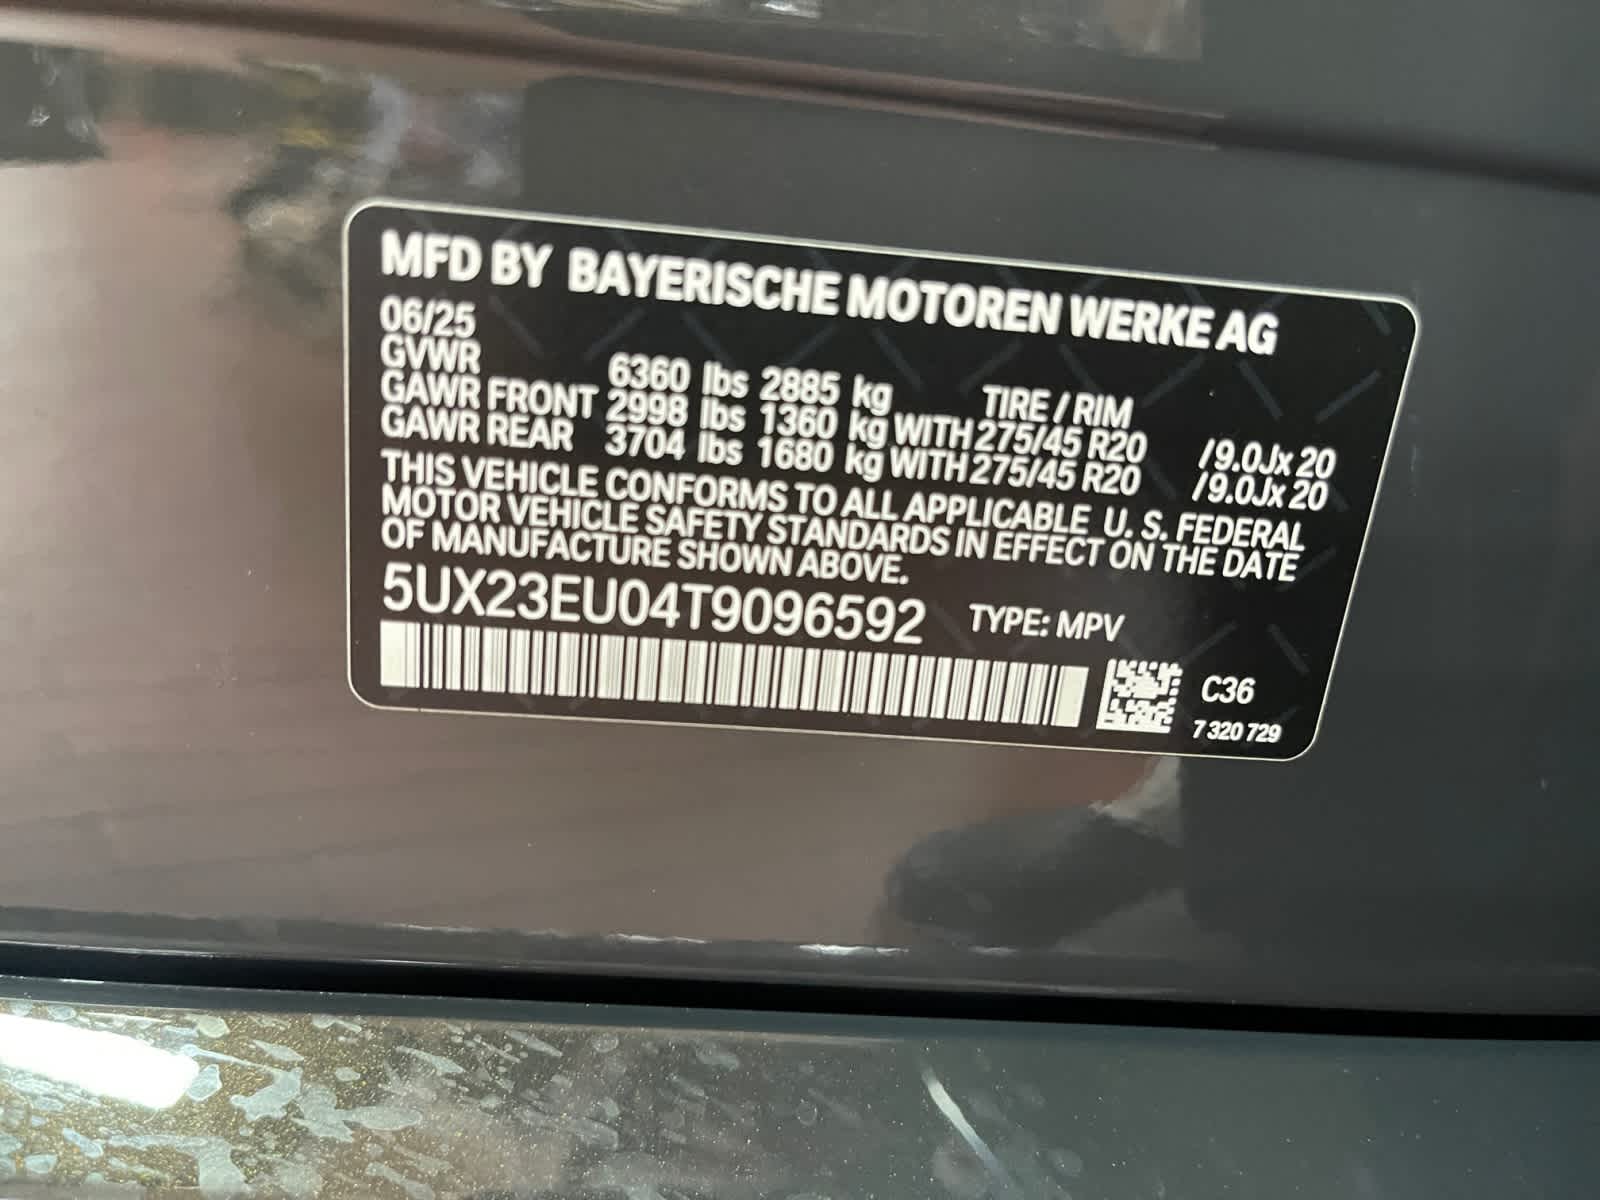 MFD BY BAYERISCHE MOTOREN WERKE AG
06/25
GVWR 6360 lbs 2885 kg TIRE / RIM
GAWR FRONT 2998 lbs 1360 kg WITH 275/45 R20 /9.0Jx 20
GAWR REAR 3704 lbs 1680 kg WITH 275/45 R20 /9.0Jx 20
THIS VEHICLE CONFORMS TO ALL APPLICABLE U. S. FEDERAL
MOTOR VEHICLE SAFETY STANDARDS IN EFFECT ON THE DATE
OF MANUFACTURE SHOWN ABOVE.
5UX23EU04T9096592 TYPE: MPV
C36
7 320 729